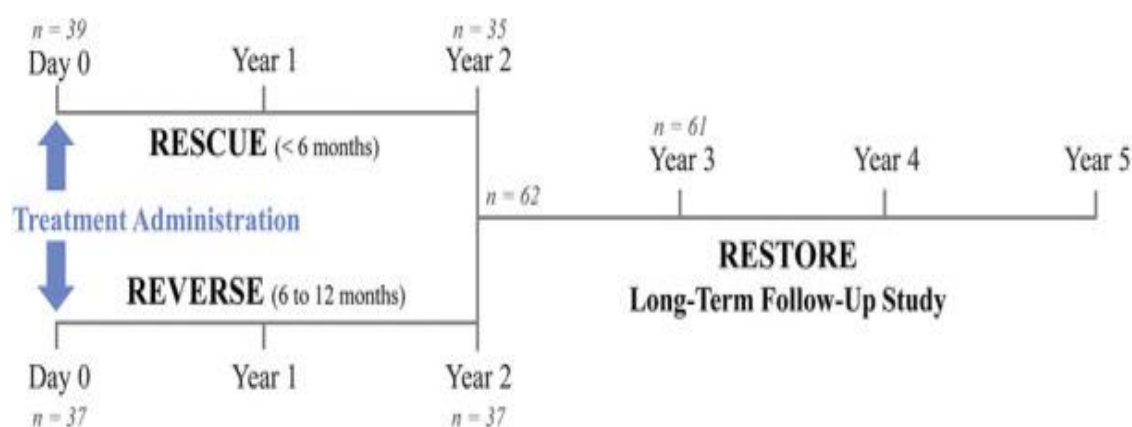 n = 39
n = 35
Day 0
Year 1
Year 2
RESCUE (< 6 months)
n = 61
Year 3
Year 4
Year 5
Treatment Administration
n = 62
REVERSE (6 to 12 months)
RESTORE
Long-Term Follow-Up Study
Day 0
Year 1
Year 2
n = 37
n = 37